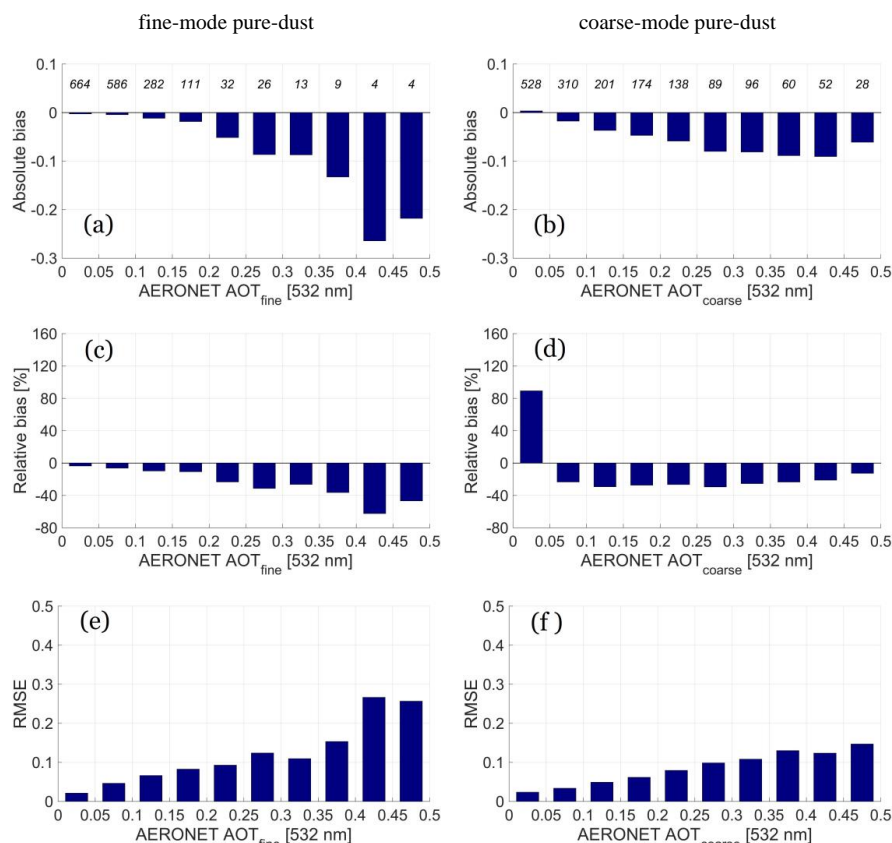 fine-mode pure-dust
coarse-mode pure-dust
0.1
0
-0.1
-0.2
-0.3
Absolute bias
664 586 282 111 32 26 13 9 4 4
(a)
0 0.05 0.1 0.15 0.2 0.25 0.3 0.35 0.4 0.45 0.5
AERONET AOT fine [532 nm]
0.1
0
-0.1
-0.2
-0.3
Absolute bias
528 310 201 174 138 89 96 60 52 28
(b)
0 0.05 0.1 0.15 0.2 0.25 0.3 0.35 0.4 0.45 0.5
AERONET AOT coarse [532 nm]
160
120
80
40
0
-40
-80
Relative bias [%]
(c)
0 0.05 0.1 0.15 0.2 0.25 0.3 0.35 0.4 0.45 0.5
AERONET AOT fine [532 nm]
160
120
80
40
0
-40
-80
Relative bias [%]
(d)
0 0.05 0.1 0.15 0.2 0.25 0.3 0.35 0.4 0.45 0.5
AERONET AOT coarse [532 nm]
0.5
0.4
0.3
0.2
0.1
0
RMSE
(e)
0 0.05 0.1 0.15 0.2 0.25 0.3 0.35 0.4 0.45 0.5
AERONET AOT fine [532 nm]
0.5
0.4
0.3
0.2
0.1
0
RMSE
(f )
0 0.05 0.1 0.15 0.2 0.25 0.3 0.35 0.4 0.45 0.5
AERONET AOT coarse [532 nm]